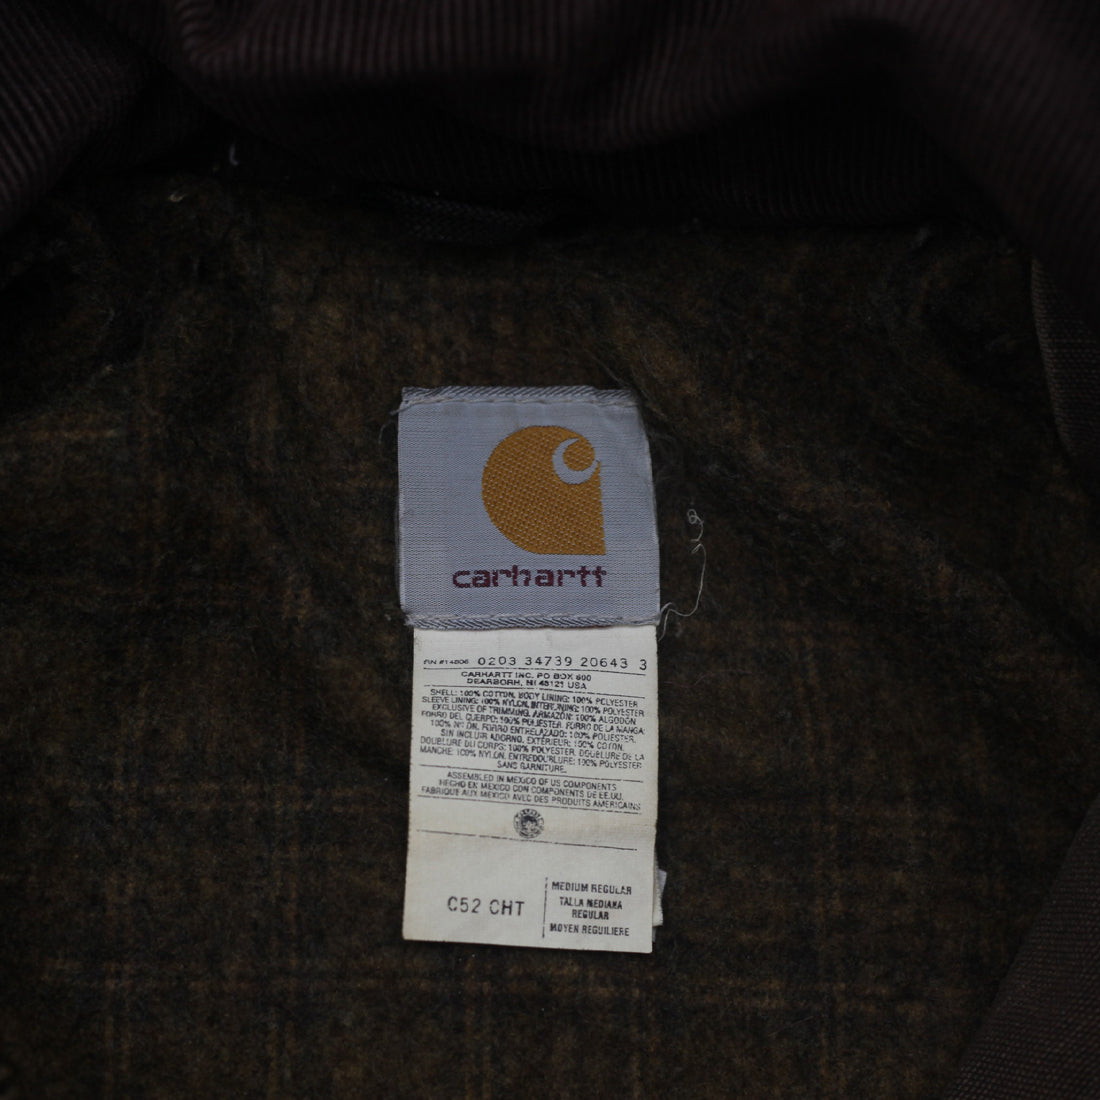 carhartt
RN #14806 0203 34739 20643 3
CARHARTT INC. PO BOX 600
DEARBORN, MI 48121 USA
SHELL: 100% COTTON, BODY LINING: 100% POLYESTER
SLEEVE LINING: 100% NYLON, INTERLINING: 100% POLYESTER
EXCLUSIVE OF TRIMMING. ARMAZON: 100% ALGODON
FORRO DEL CUERPO: 100% POLIESTER. FORRO DE LA MANGA:
100% NYLON. FORRO ENTRELAZADO: 100% POLIESTER.
SIN INCLUIR ADORNO. EXTERIEUR: 100% COTON.
DOUBLURE DU CORPS: 100% POLYESTER. DOUBLURE DE LA
MANCHE: 100% NYLON. ENTREDOUBLURE: 100% POLYESTER
SANS GARNITURE.
ASSEMBLED IN MEXICO OF US COMPONENTS
HECHO EN MEXICO CON COMPONENTES DE EE.UU.
FABRIQUE AUX MEXICO AVEC DES PRODUITS AMERICAINS
C52 CHT
MEDIUM REGULAR
TALLA MEDIANA
REGULAR
MOYEN REGULIERE